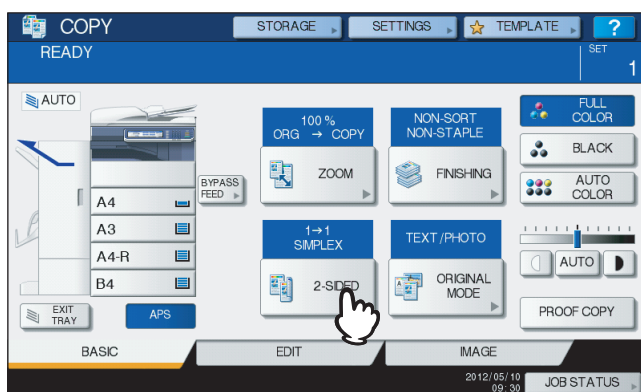 COPY
STORAGE
SETTINGS
TEMPLATE
?
READY
SET
1
AUTO
100 %
ORG → COPY
ZOOM
NON-SORT
NON-STAPLE
FINISHING
FULL
COLOR
BLACK
AUTO
COLOR
BYPASS
FEED
A4
A3
A4-R
B4
1→1
SIMPLEX
2-SIDED
TEXT/PHOTO
ORIGINAL
MODE
AUTO
EXIT
TRAY
APS
PROOF COPY
BASIC
EDIT
IMAGE
2012/05/10
09:30
JOB STATUS